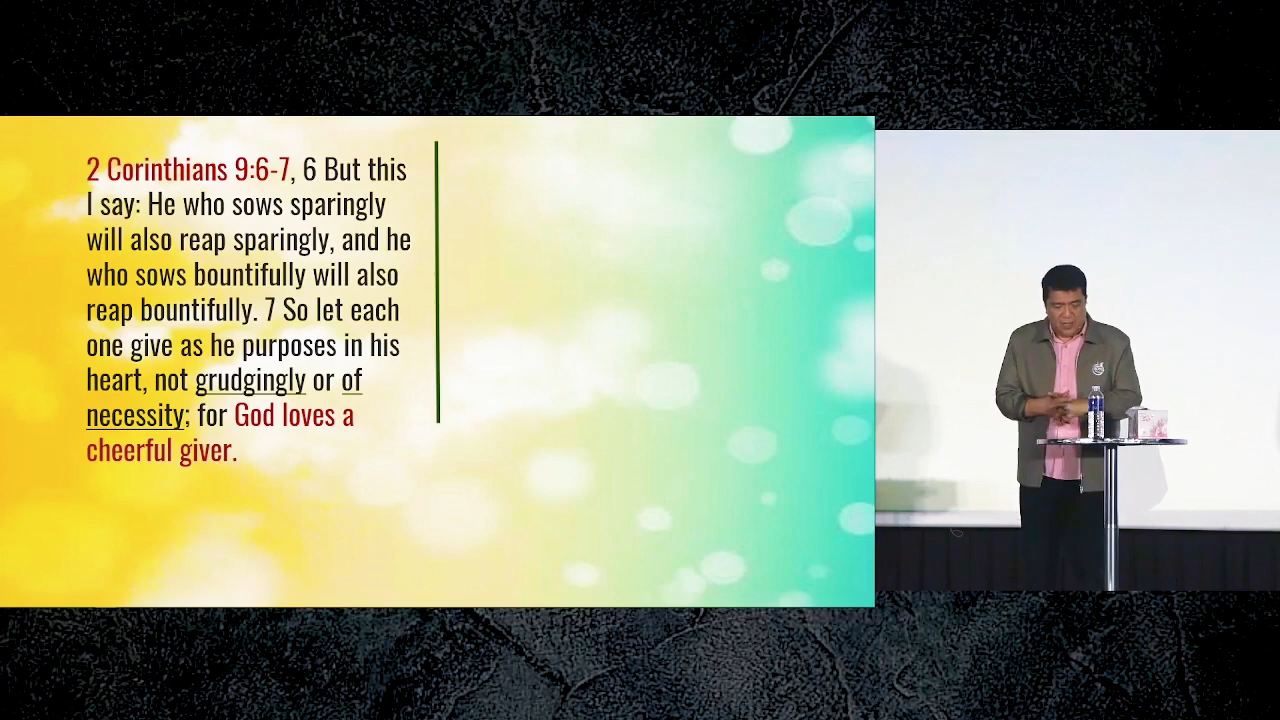 2 Corinthians 9:6-7, 6 But this
I say: He who sows sparingly
will also reap sparingly, and he
who sows bountifully will also
reap bountifully. 7 So let each
one give as he purposes in his
heart, not grudgingly or of
necessity; for God loves a
cheerful giver.